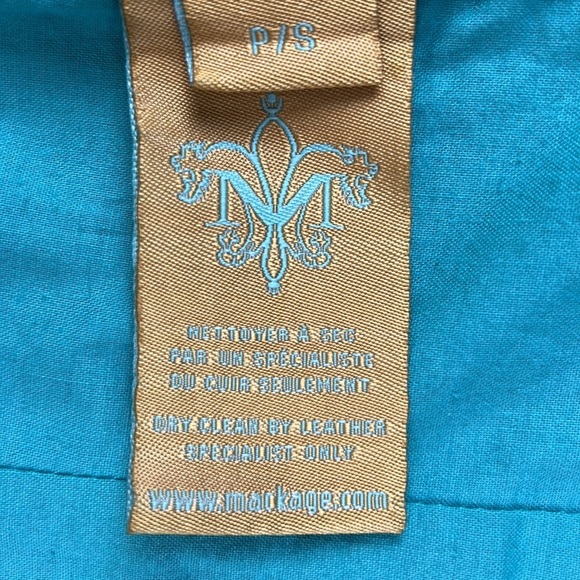 P/S
M
NETTOYER À SEC
PAR UN SPÉCIALISTE
DU CUIR SEULEMENT
DRY CLEAN BY LEATHER
SPECIALIST ONLY
www.mackage.com